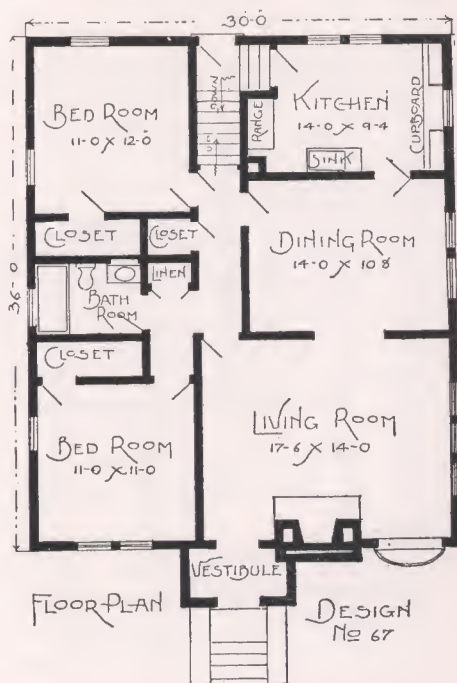 30-0
36-0
BED ROOM
11-0 X 12-0
DOWN
UP
RANGE
KITCHEN
14-0 X 9-4
SINK
CUPBOARD
CLOSET
CLOSET
DINING ROOM
14-0 X 10 8
LINEN
BATH
ROOM
CLOSET
BED ROOM
11-0 X 11-0
LIVING ROOM
17-6 X 14-0
VESTIBULE
FLOOR-PLAN
DESIGN
No 67